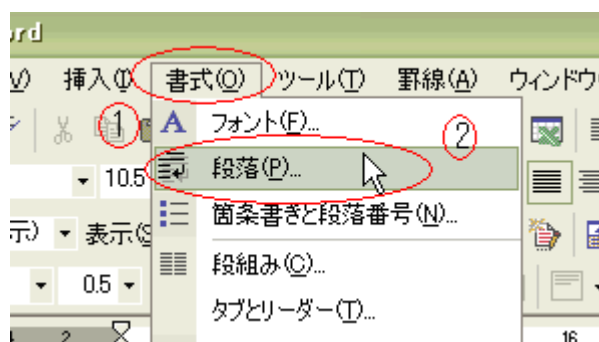 ord
V) 挿入(I) 書式(O) ツール(T) 罫線(A) ウィンドウ(
1
A フォント(F)...
2
10.5 段落(P)...
箇条書きと段落番号(N)...
示) 表示(S
段組み(C)...
0.5
タブとリーダー(T)...
2 16